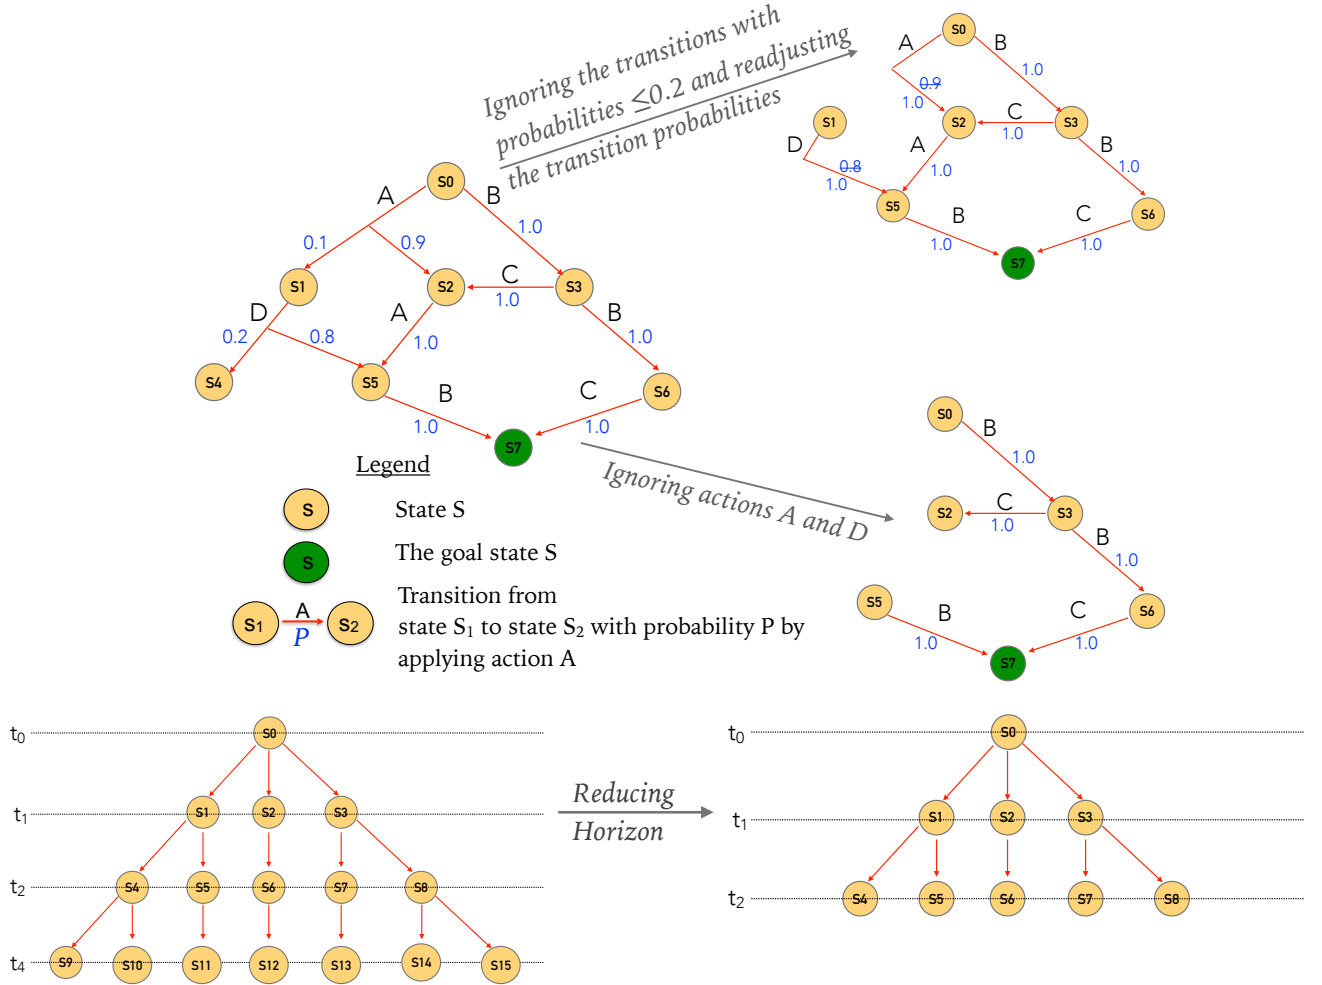 Ignoring the transitions with
probabilities ≤0.2 and readjusting
the transition probabilities
S0
A
B
0.1
0.9
1.0
S1
S2
C
1.0
S3
D
A
B
0.2
0.8
1.0
1.0
S4
S5
S6
B
C
1.0
1.0
S7
S0
A
B
0.9
1.0
1.0
S1
S2
C
1.0
S3
D
A
B
0.8
1.0
1.0
1.0
S5
S6
B
C
1.0
1.0
S7
Legend
S
State S
S
The goal state S
S1
A
P
S2
Transition from
state S1 to state S2 with probability P by
applying action A
Ignoring actions A and D
S0
B
1.0
S2
C
1.0
S3
B
1.0
S5
S6
B
C
1.0
1.0
S7
t0
S0
t1
S1
S2
S3
t2
S4
S5
S6
S7
S8
t4
S9
S10
S11
S12
S13
S14
S15
Reducing
Horizon
t0
S0
t1
S1
S2
S3
t2
S4
S5
S6
S7
S8